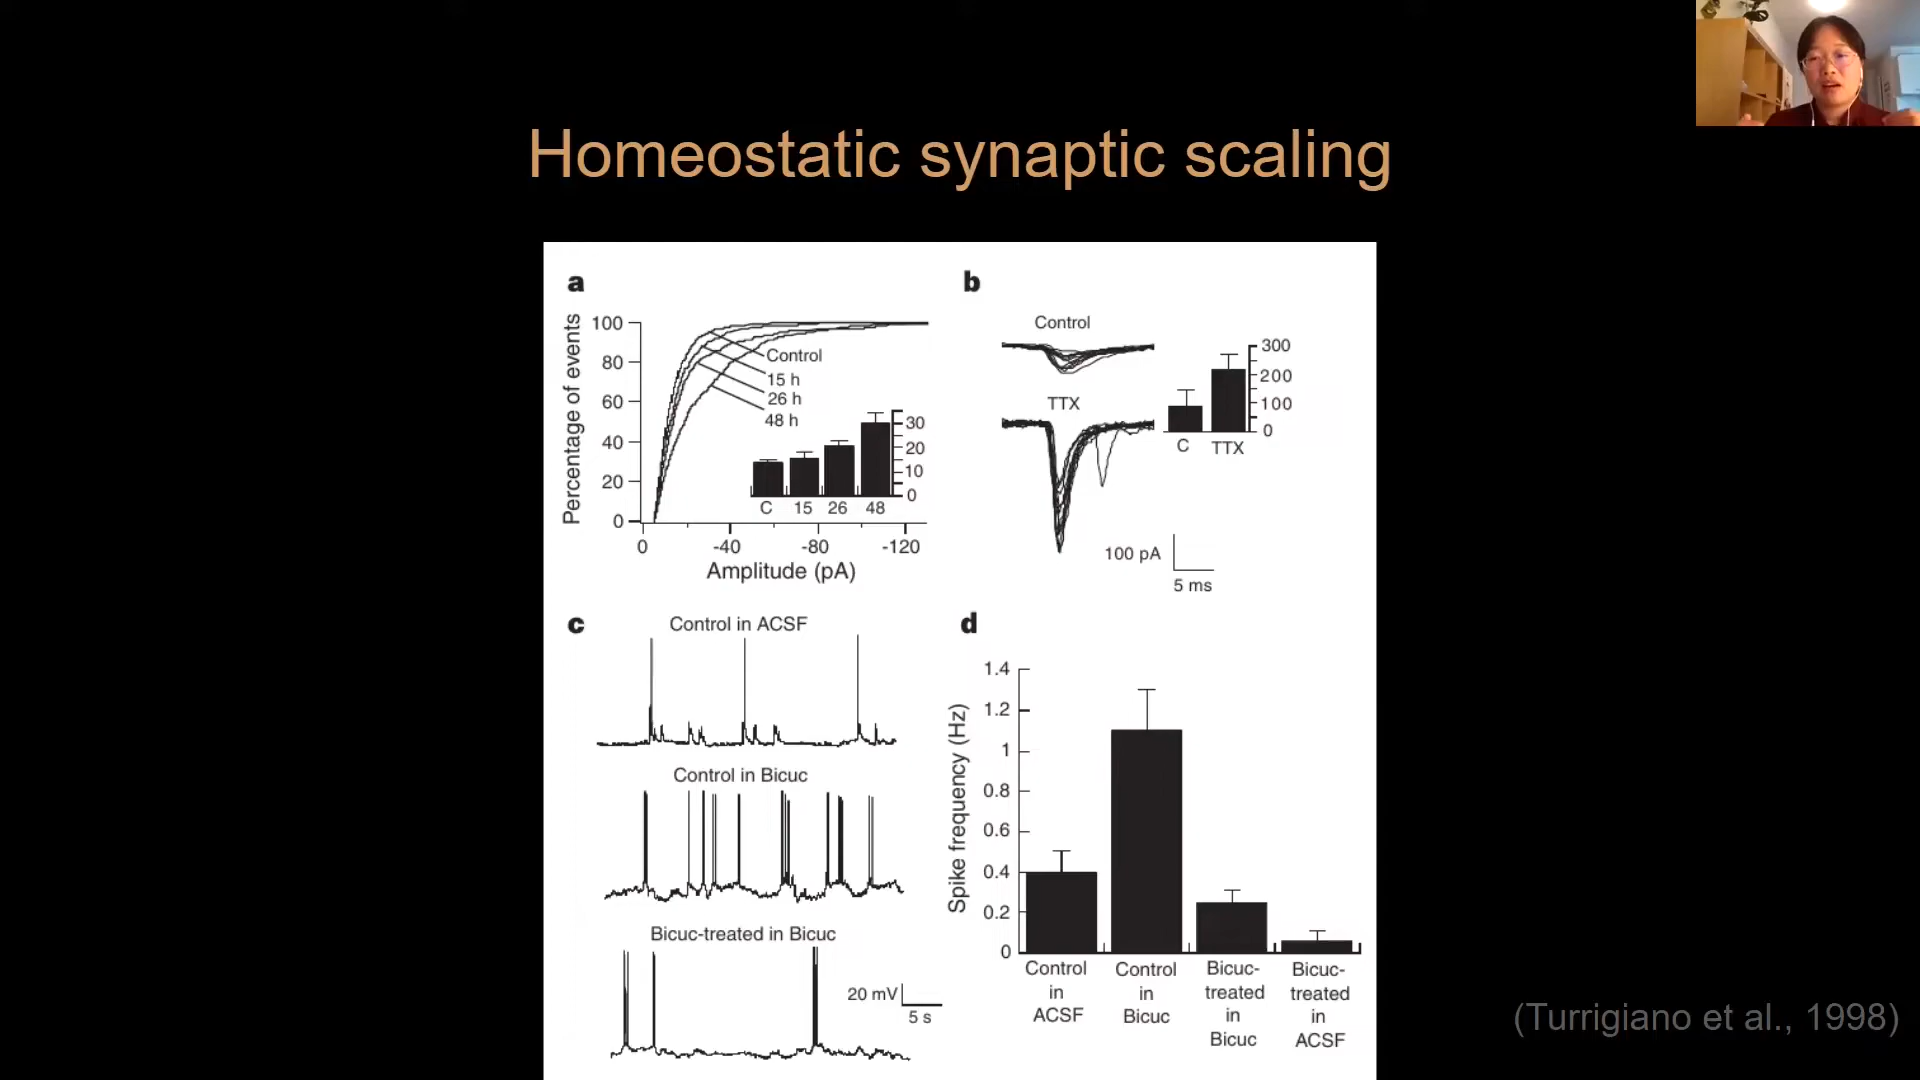 Homeostatic synaptic scaling
a
Percentage of events
100
80
60
40
20
0
Control
15 h
26 h
48 h
30
20
10
0
C 15 26 48
0 -40 -80 -120
Amplitude (pA)
b
Control
TTX
300
200
100
0
C TTX
100 pA
5 ms
c
Control in ACSF
Control in Bicuc
Bicuc-treated in Bicuc
20 mV
5 s
d
Spike frequency (Hz)
1.4
1.2
1
0.8
0.6
0.4
0.2
0
Control
in
ACSF
Control
in
Bicuc
Bicuc-
treated
in
Bicuc
Bicuc-
treated
in
ACSF
(Turrigiano et al., 1998)